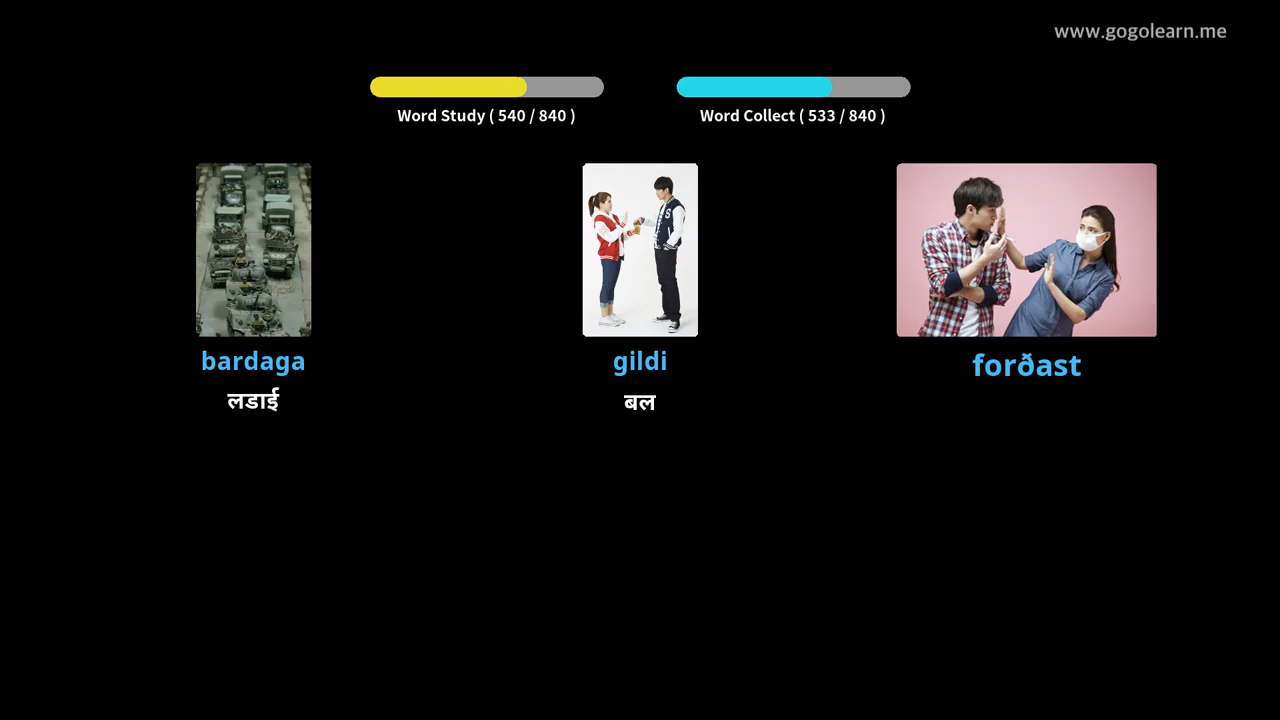 www.gogolearn.me
Word Study ( 540 / 840 )
Word Collect ( 533 / 840 )
bardaga
लडाई
gildi
बल
forðast